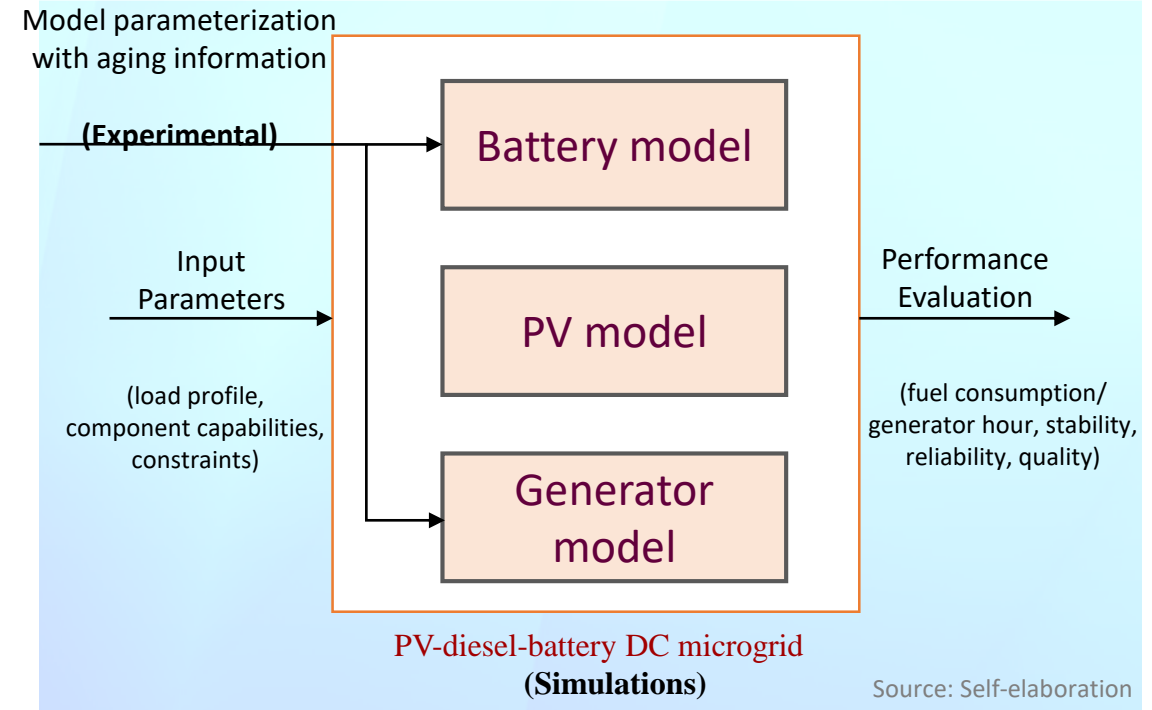 Model parameterization
with aging information
(Experimental)
Battery model
Input
Parameters
(load profile,
component capabilities,
constraints)
PV model
Generator
model
Performance
Evaluation
(fuel consumption/
generator hour, stability,
reliability, quality)
PV-diesel-battery DC microgrid
(Simulations)
Source: Self-elaboration